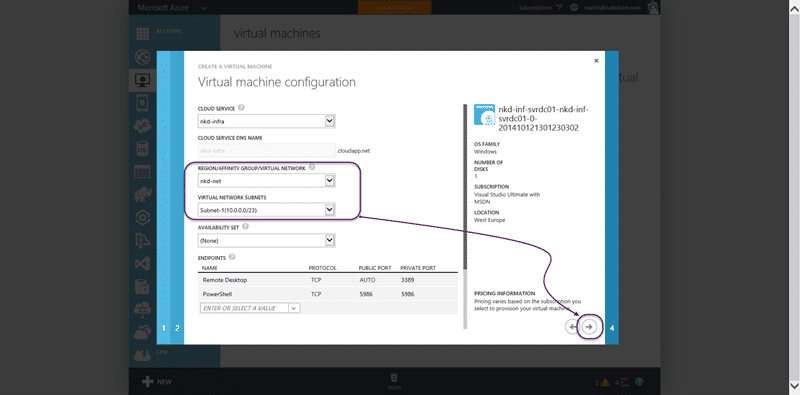 Microsoft Azure
Subscriptions
ALL ITEMS
virtual machines
CREATE A VIRTUAL MACHINE
Virtual machine configuration
CLOUD SERVICE
nkd-infra
CLOUD SERVICE DNS NAME
nkd-infra
.cloudapp.net
REGION/AFFINITY GROUP/VIRTUAL NETWORK
nkd-net
VIRTUAL NETWORK SUBNETS
Subnet-1(10.0.0.0/23)
AVAILABILITY SET
(None)
ENDPOINTS
NAME PROTOCOL PUBLIC PORT PRIVATE PORT
Remote Desktop TCP AUTO 3389
PowerShell TCP 5986 5986
ENTER OR SELECT A VALUE
nkd-inf-svrdc01-nkd-inf-
svrdc01-0-
201410121301230302
OS FAMILY
Windows
NUMBER OF
DISKS
1
SUBSCRIPTION
Visual Studio Ultimate with
MSDN
LOCATION
West Europe
PRICING INFORMATION
Pricing varies based on the subscription you
select to provision your virtual machine.
1 2
4
NEW
2
4